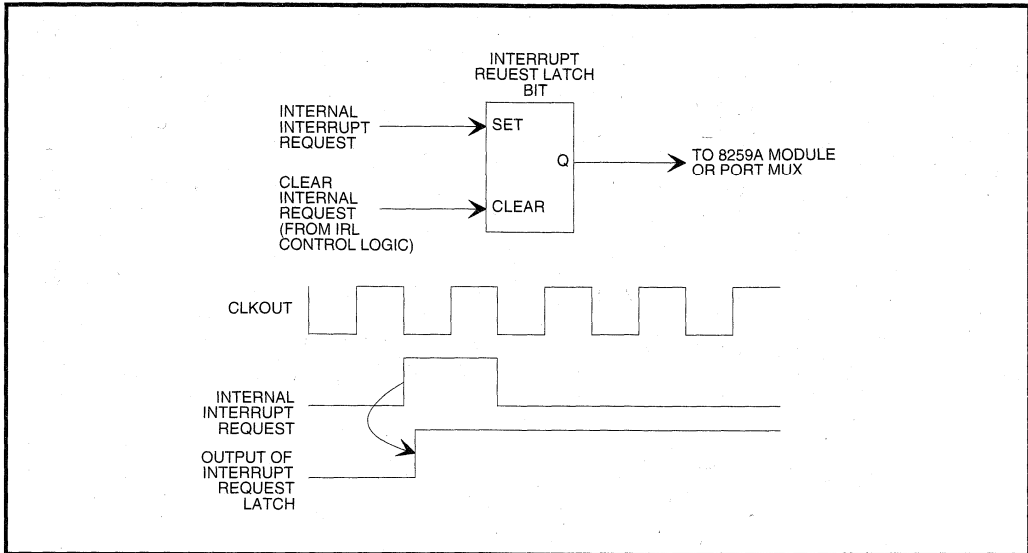 INTERRUPT
REUEST LATCH
BIT
INTERNAL
INTERRUPT
REQUEST
SET
Q
TO 8259A MODULE
OR PORT MUX
CLEAR
INTERNAL
REQUEST
(FROM IRL
CONTROL LOGIC)
CLEAR
CLKOUT
INTERNAL
INTERRUPT
REQUEST
OUTPUT OF
INTERRUPT
REQUEST
LATCH